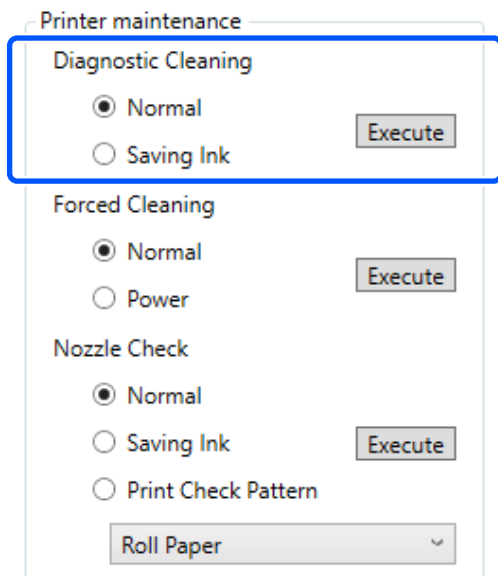 Printer maintenance
Diagnostic Cleaning
Normal
Execute
Saving Ink
Forced Cleaning
Normal
Execute
Power
Nozzle Check
Normal
Saving Ink
Execute
Print Check Pattern
Roll Paper